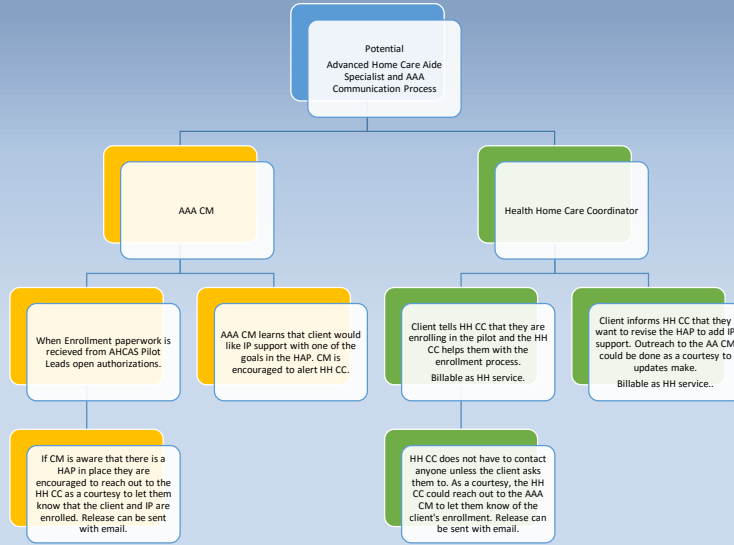 Potential
Advanced Home Care Aide
Specialist and AAA
Communication Process
AAA CM
Health Home Care Coordinator
When Enrollment paperwork is
recieved from AHCAS Pilot
Leads open authorizations.
AAA CM learns that client would
like IP support with one of the
goals in the HAP. CM is
encouraged to alert HH CC.
Client tells HH CC that they are
enrolling in the pilot and the HH
CC helps them with the
enrollment process.
Billable as HH service.
Client informs HH CC that they
want to revise the HAP to add IP
support. Outreach to the AA CM
could be done as a courtesy to
updates make.
Billable as HH service..
If CM is aware that there is a
HAP in place they are
encouraged to reach out to the
HH CC as a courtesy to let them
know that the client and IP are
enrolled. Release can be sent
with email.
HH CC does not have to contact
anyone unless the client asks
them to. As a courtesy, the HH
CC could reach out to the AAA
CM to let them know of the
client's enrollment. Release can
be sent with email.